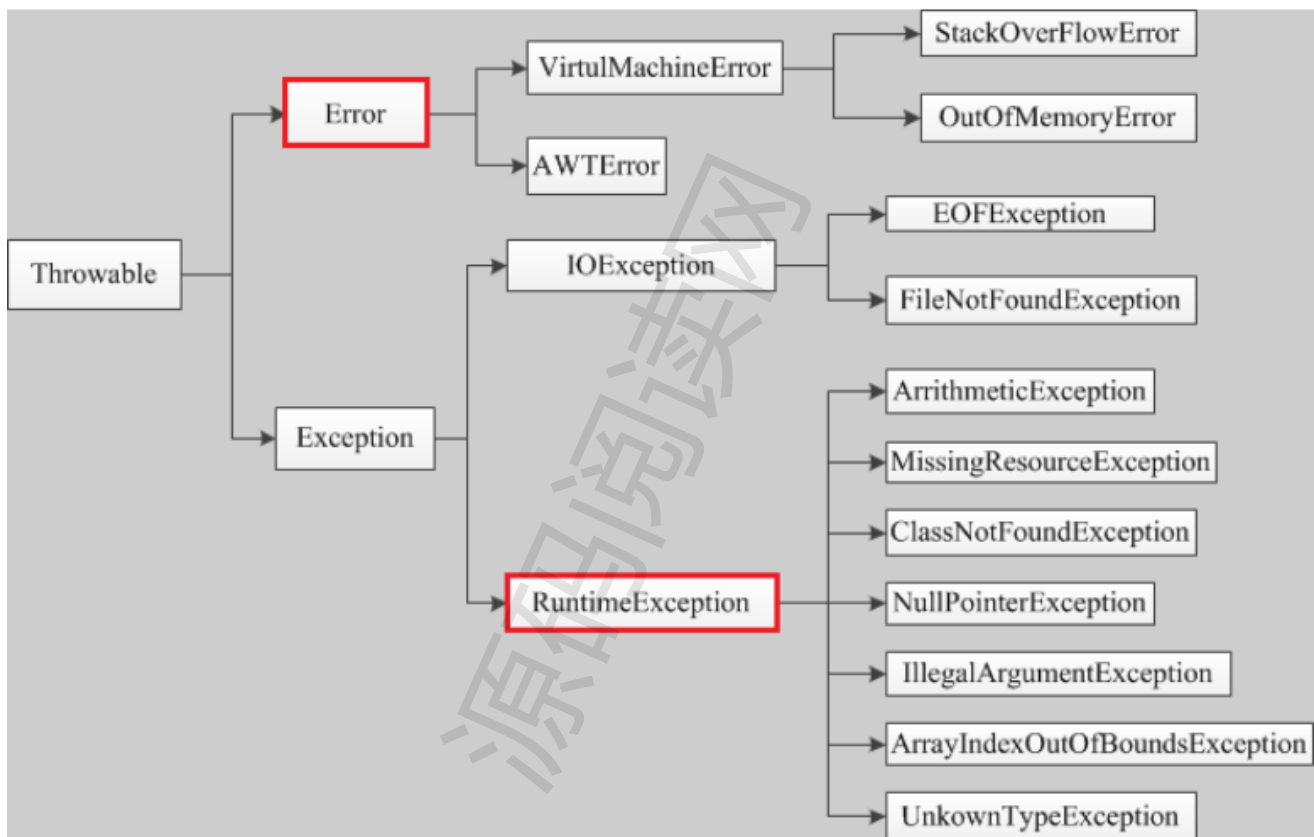 StackOverFlowError
VirtulMachineError
Error
OutOfMemoryError
AWTError
EOFException
Throwable
IOException
FileNotFoundException
ArrithmeticException
Exception
MissingResourceException
ClassNotFoundException
RuntimeException
NullPointerException
IllegalArgumentException
ArrayIndexOutOfBoundsException
UnkownTypeException
源码阅读网